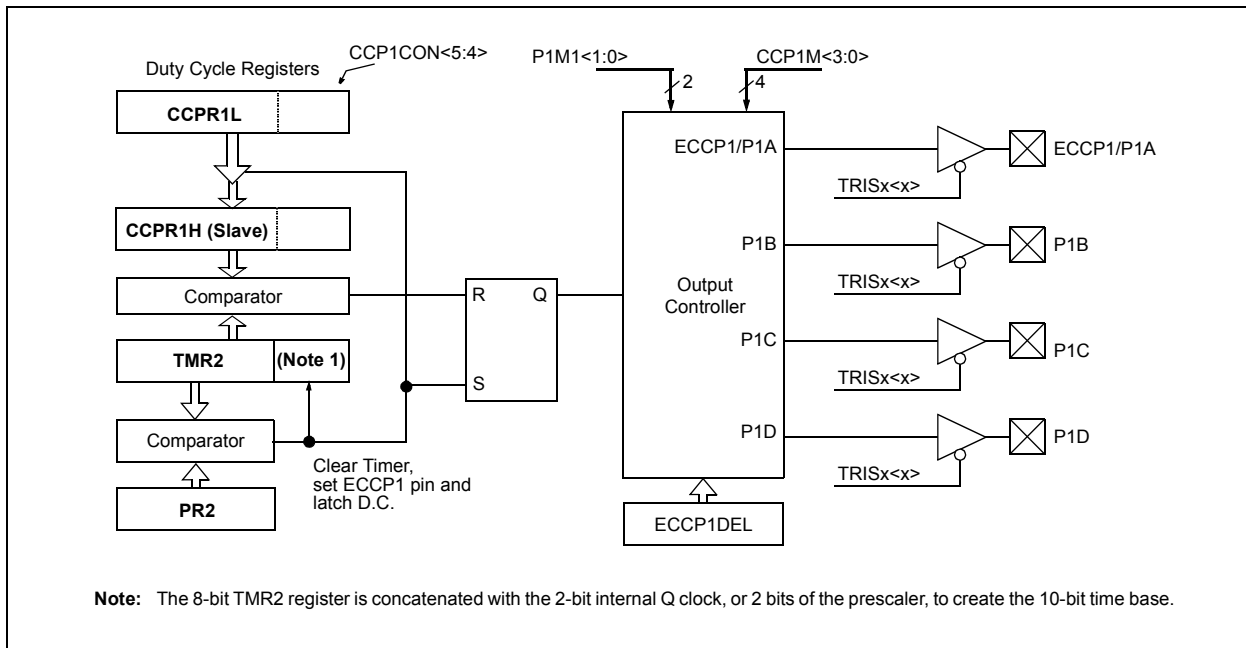 CCP1CON<5:4>
Duty Cycle Registers
CCPR1L
CCPR1H (Slave)
Comparator
TMR2
(Note 1)
Comparator
PR2
Clear Timer,
set ECCP1 pin and
latch D.C.
R
Q
S
P1M1<1:0>
2
CCP1M<3:0>
4
ECCP1/P1A
P1B
Output
Controller
P1C
P1D
ECCP1DEL
TRISx<x>
ECCP1/P1A
TRISx<x>
P1B
TRISx<x>
P1C
TRISx<x>
P1D
Note: The 8-bit TMR2 register is concatenated with the 2-bit internal Q clock, or 2 bits of the prescaler, to create the 10-bit time base.